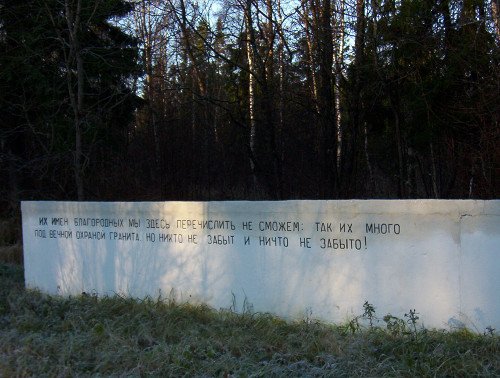 ИХ ИМЕН БЛАГОРОДНЫХ МЫ ЗДЕСЬ ПЕРЕЧИСЛИТЬ НЕ СМОЖЕМ: ТАК ИХ МНОГО
ПОД ВЕЧНОЙ ОХРАНОЙ ГРАНИТА. НО НИКТО НЕ ЗАБЫТ И НИЧТО НЕ ЗАБЫТО!